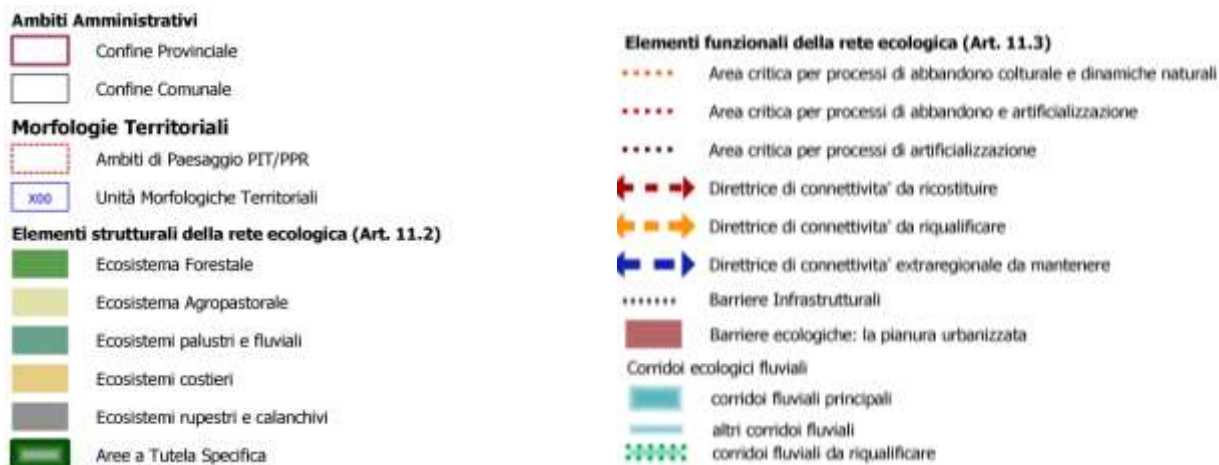 Ambiti Amministrativi
Confine Provinciale
Confine Comunale
Morfologie Territoriali
Ambiti di Paesaggio PIT/PPR
X00
Unità Morfologiche Territoriali
Elementi strutturali della rete ecologica (Art. 11.2)
Ecosistema Forestale
Ecosistema Agropastorale
Ecosistemi palustri e fluviali
Ecosistemi costieri
Ecosistemi rupestri e calanchivi
Aree a Tutela Specifica
Elementi funzionali della rete ecologica (Art. 11.3)
Area critica per processi di abbandono colturale e dinamiche naturali
Area critica per processi di abbandono e artificializzazione
Area critica per processi di artificializzazione
Direttrice di connettivita' da ricostituire
Direttrice di connettivita' da riqualificare
Direttrice di connettivita' extraregionale da mantenere
Barriere Infrastrutturali
Barriere ecologiche: la pianura urbanizzata
Corridoi ecologici fluviali
corridoi fluviali principali
altri corridoi fluviali
corridoi fluviali da riqualificare